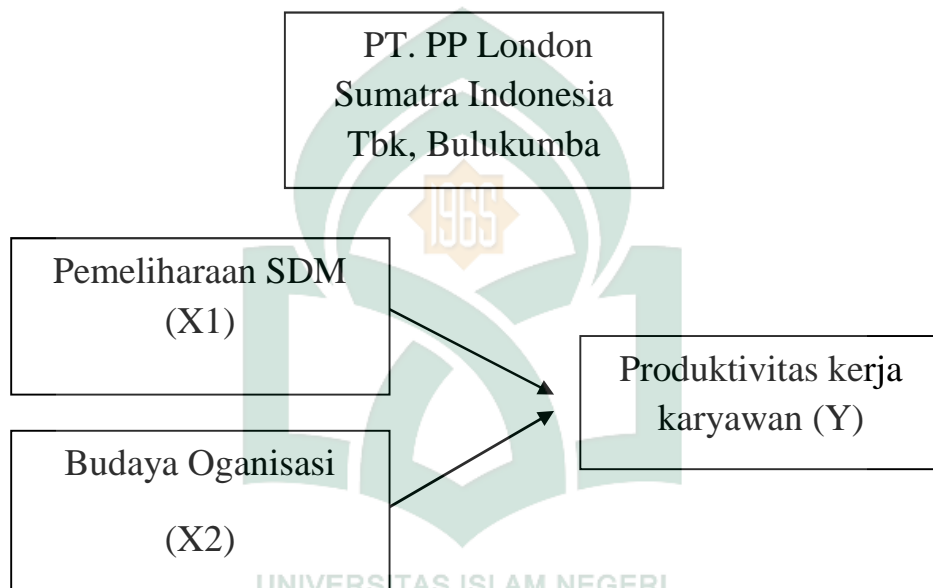 PT. PP London
Sumatra Indonesia
Tbk, Bulukumba
1965
Pemeliharaan SDM
(X1)
Produktivitas kerja
karyawan (Y)
Budaya Oganisasi
(X2)
UNIVERSITAS ISLAM NEGERI